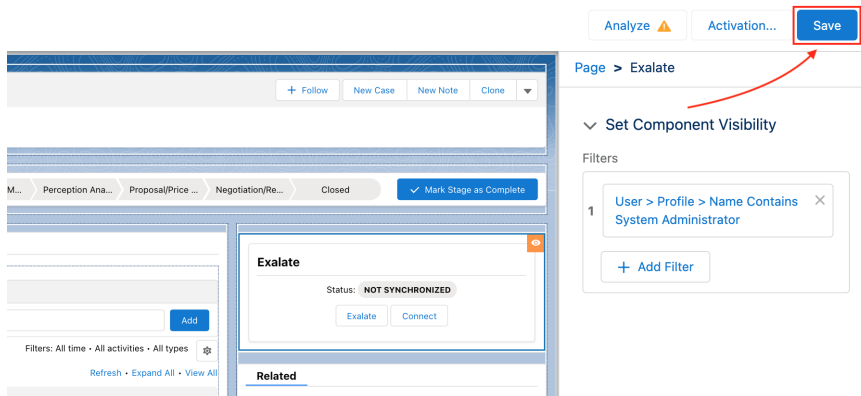 Analyze
Activation...
Save
Page > Exalate
+ Follow
New Case
New Note
Clone
Set Component Visibility
Filters
M...
Perception Ana...
Proposal/Price ...
Negotiation/Re...
Closed
✓ Mark Stage as Complete
1
User > Profile > Name Contains
System Administrator
+ Add Filter
Exalate
Status: NOT SYNCHRONIZED
Exalate
Connect
Add
Filters: All time • All activities • All types
Refresh • Expand All • View All
Related